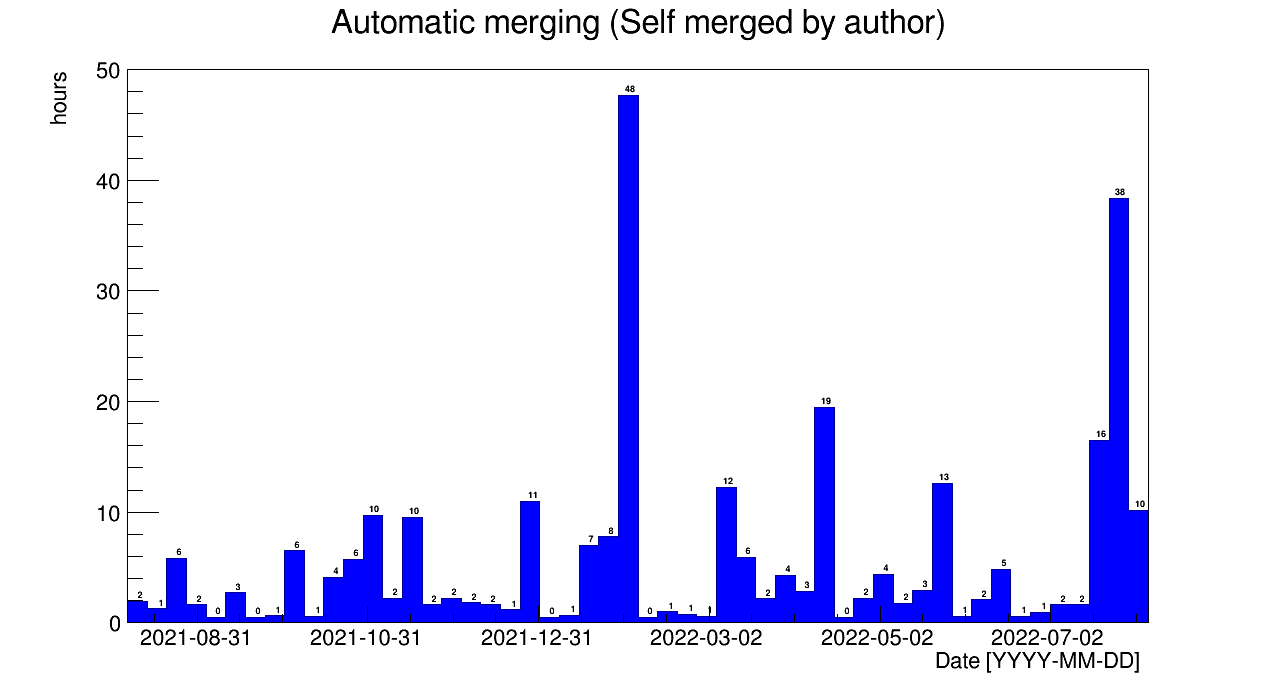 Automatic merging (Self merged by author)
hours
50
40
30
20
10
0
2 1 6 2 0 3 0 1 6 1 4 6 10 2 10 2 2 2 2 1 11 0 1 7 8 48 0 1 1 1 12 6 2 4 3 19 0 2 4 2 3 13 1 2 5 1 1 2 2 16 38 10
2021-08-31 2021-10-31 2021-12-31 2022-03-02 2022-05-02 2022-07-02
Date [YYYY-MM-DD]